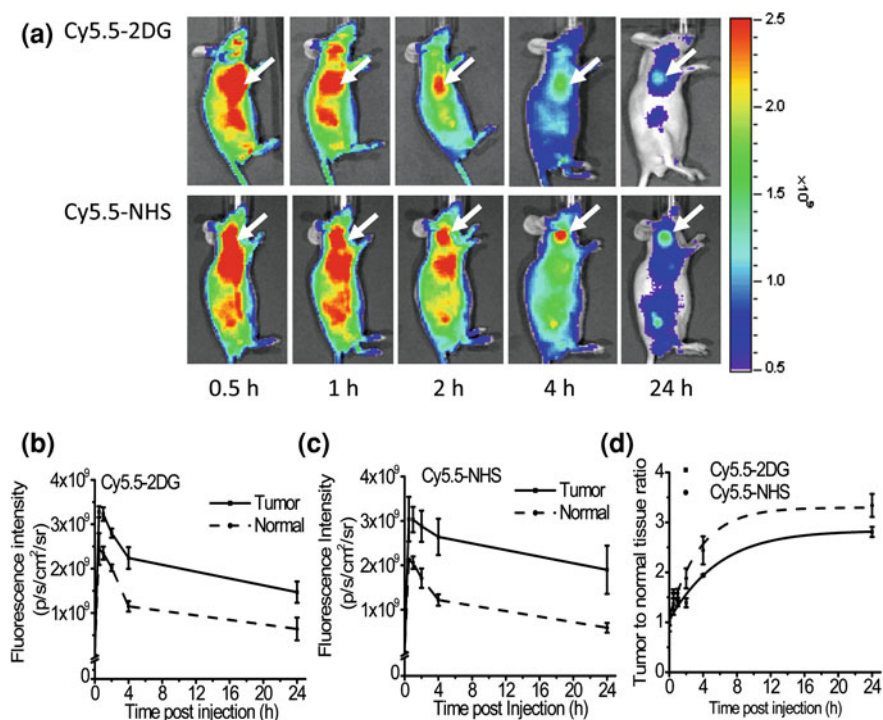 (a)
Cy5.5-2DG
Cy5.5-NHS
0.5 h 1 h 2 h 4 h 24 h
2.5
2.0
1.5
×10⁹
1.0
0.5
(b)
4x10⁹
3x10⁹
2x10⁹
1x10⁹
0
Fluorescence intensity
(p/s/cm²/sr)
Cy5.5-2DG
Tumor
Normal
0 4 8 12 16 20 24
Time post injection (h)
(c)
4x10⁹
3x10⁹
2x10⁹
1x10⁹
0
Fluorescence Intensity
(p/s/cm²/sr)
Cy5.5-NHS
Tumor
Normal
0 4 8 12 16 20 24
Time post Injection (h)
(d)
4
3
2
1
0
Tumor to normal tissue ratio
Cy5.5-2DG
Cy5.5-NHS
0 4 8 12 16 20 24
Time post injection (h)